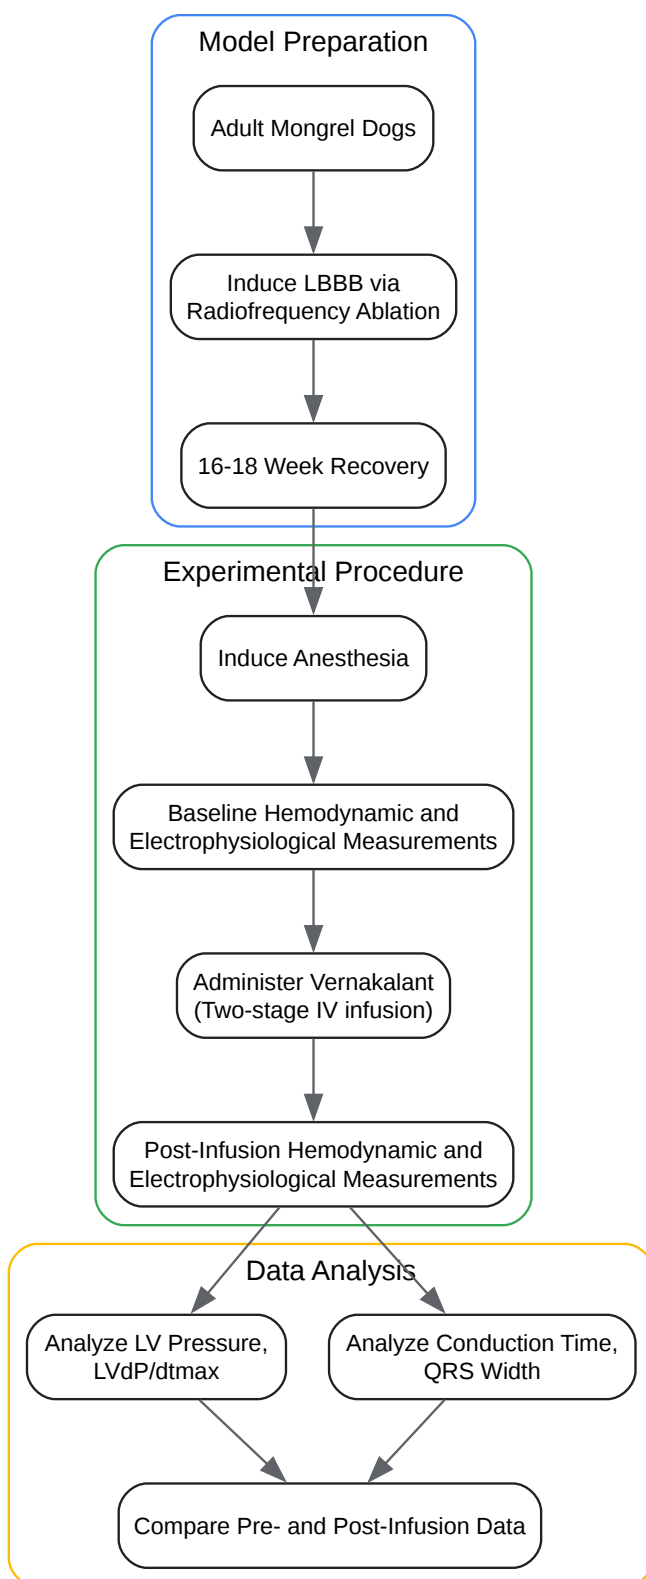 Model Preparation
Adult Mongrel Dogs
Induce LBBB via
Radiofrequency Ablation
16-18 Week Recovery
Experimental Procedure
Induce Anesthesia
Baseline Hemodynamic and
Electrophysiological Measurements
Administer Vernakalant
(Two-stage IV infusion)
Post-Infusion Hemodynamic and
Electrophysiological Measurements
Data Analysis
Analyze LV Pressure,
LVdP/dtmax
Analyze Conduction Time,
QRS Width
Compare Pre- and Post-Infusion Data